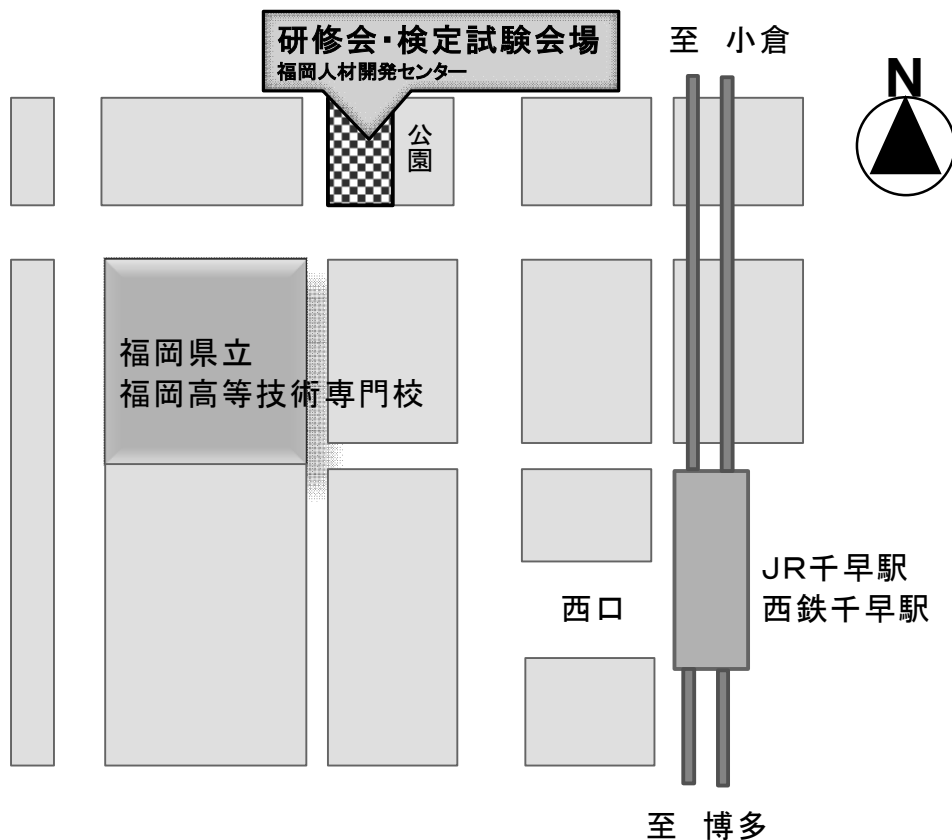 研修会・検定試験会場
福岡人材開発センター
至 小倉
N
公園
福岡県立
福岡高等技術専門校
JR千早駅
西鉄千早駅
西口
至 博多